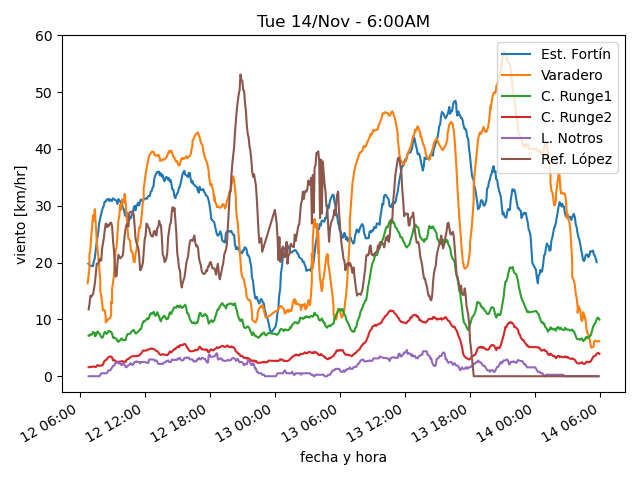 Tue 14/Nov - 6:00AM
60
50
40
30
20
10
0
viento [km/hr]
Est. Fortín
Varadero
C. Runge1
C. Runge2
L. Notros
Ref. López
12 06:00
12 12:00
12 18:00
13 00:00
13 06:00
13 12:00
13 18:00
14 00:00
14 06:00
fecha y hora